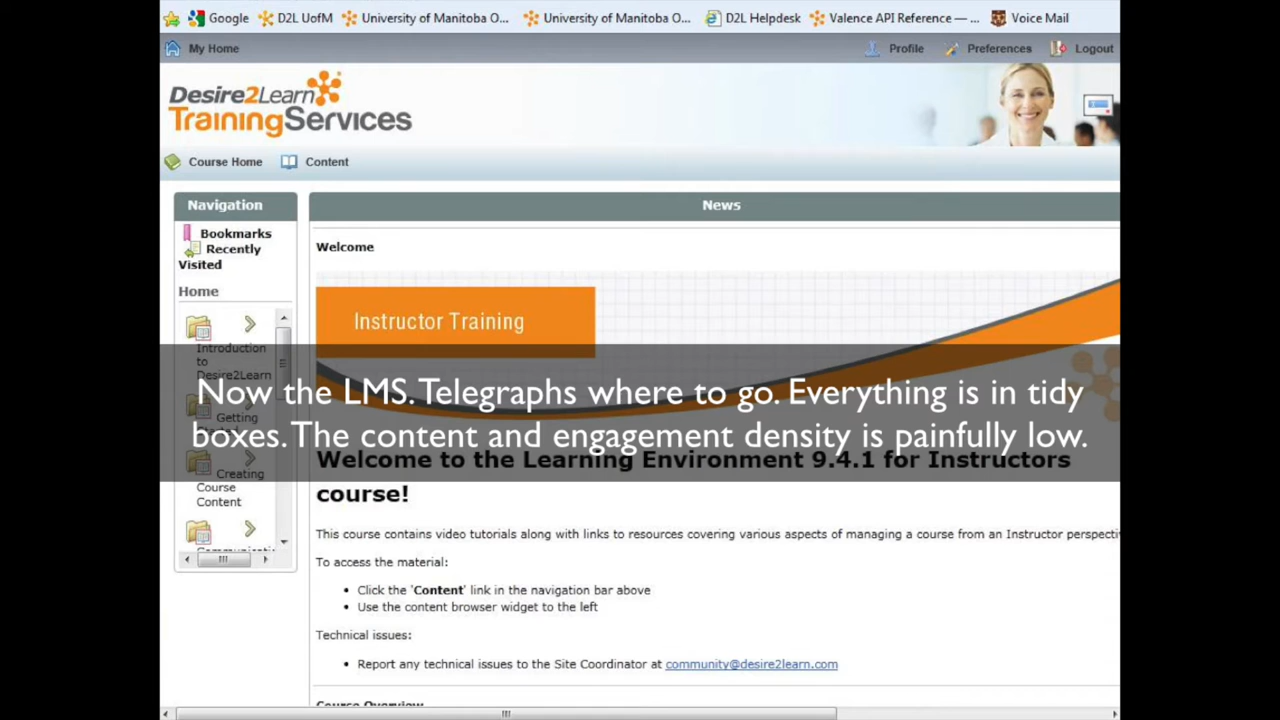 Google D2L UofM University of Manitoba O... University of Manitoba O... D2L Helpdesk Valence API Reference — ... Voice Mail
My Home Profile Preferences Logout
Desire2Learn
TrainingServices
Course Home Content
Navigation
Bookmarks
Recently
Visited
Home
Introduction
to
Desire2Learn
Getting
Creating
Course
Content
News
Welcome
Instructor Training
Now the LMS. Telegraphs where to go. Everything is in tidy
boxes. The content and engagement density is painfully low.
Welcome to the Learning Environment 9.4.1 for Instructors
course!
This course contains video tutorials along with links to resources covering various aspects of managing a course from an Instructor perspecti
To access the material:
• Click the 'Content' link in the navigation bar above
• Use the content browser widget to the left
Technical issues:
• Report any technical issues to the Site Coordinator at community@desire2learn.com
Course Overview